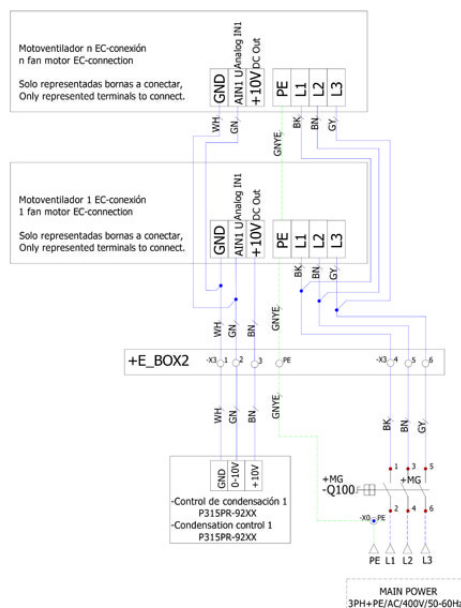 Motoventilador n EC-conexión
n fan motor EC-connection
Solo representadas bornas a conectar,
Only represented terminals to connect.
GND
AIN1 U Analog IN1
+10V DC Out
PE
L1
L2
L3
WH
GN
GNYE
BK
BN
GY
Motoventilador 1 EC-conexión
1 fan motor EC-connection
Solo representadas bornas a conectar,
Only represented terminals to connect.
GND
AIN1 U Analog IN1
+10V DC Out
PE
L1
L2
L3
BK
BN
GY
WH
GN
BN
GNYE
+E_BOX2
-X3 1 2 3 PE -X3 4 5 6
WH
GN
BN
GNYE
BK
BN
GY
GND
0-10V
+10V
-Control de condensación 1
P315PR-92XX
-Condensation control 1
P315PR-92XX
1 3 5
+MG +MG
-Q100
2 4 6
-X0 PE
PE L1 L2 L3
MAIN POWER
3PH+PE/AC/400V/50-60Hz